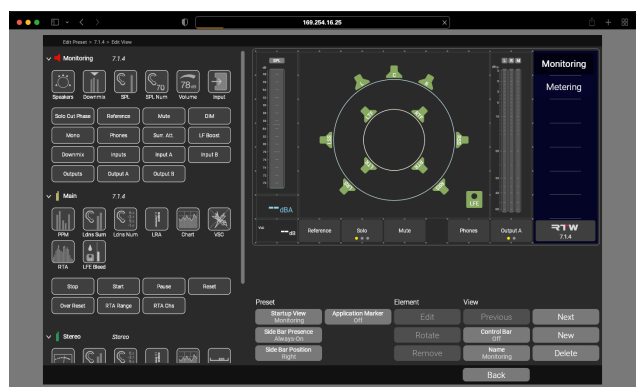 169.254.16.25
Edit Preset > 7.1.4 > Edit View
Monitoring 7.1.4
Speakers Downmix SPL SPL Num Volume Input
Solo Out Phase Reference Mute DIM
Mono Phones Surr. Att. LF Boost
Downmix Inputs Input A Input B
Outputs Output A Output B
Main 7.1.4
PPM Ldns Sum Ldns Num LRA Chart VSC
RTA LFE Bleed
Stop Start Pause Reset
Over Reset RTA Range RTA Chs
Stereo Stereo
SPL
L R M
L C R
LFE
-- dBA
Vol. -- dB Reference Solo Mute Phones Output A
Monitoring
Metering
RTW
7.1.4
Preset Element View
Startup View
Monitoring
Application Marker
Off
Edit Previous Next
Side Bar Presence
Always On
Rotate
Control Bar
Off
New
Side Bar Position
Right
Remove
Name
Monitoring
Delete
Back